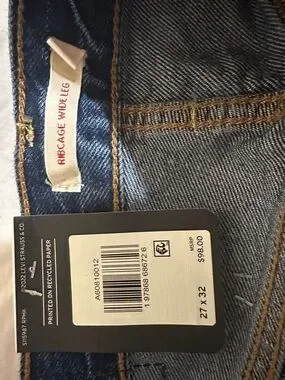 RIBCAGE WIDE LEG
©2022 LEVI STRAUSS & CO.
PRINTED ON RECYCLED PAPER
A60810012
1 97868 68672 6
MSRP
$98.00
27 X 32